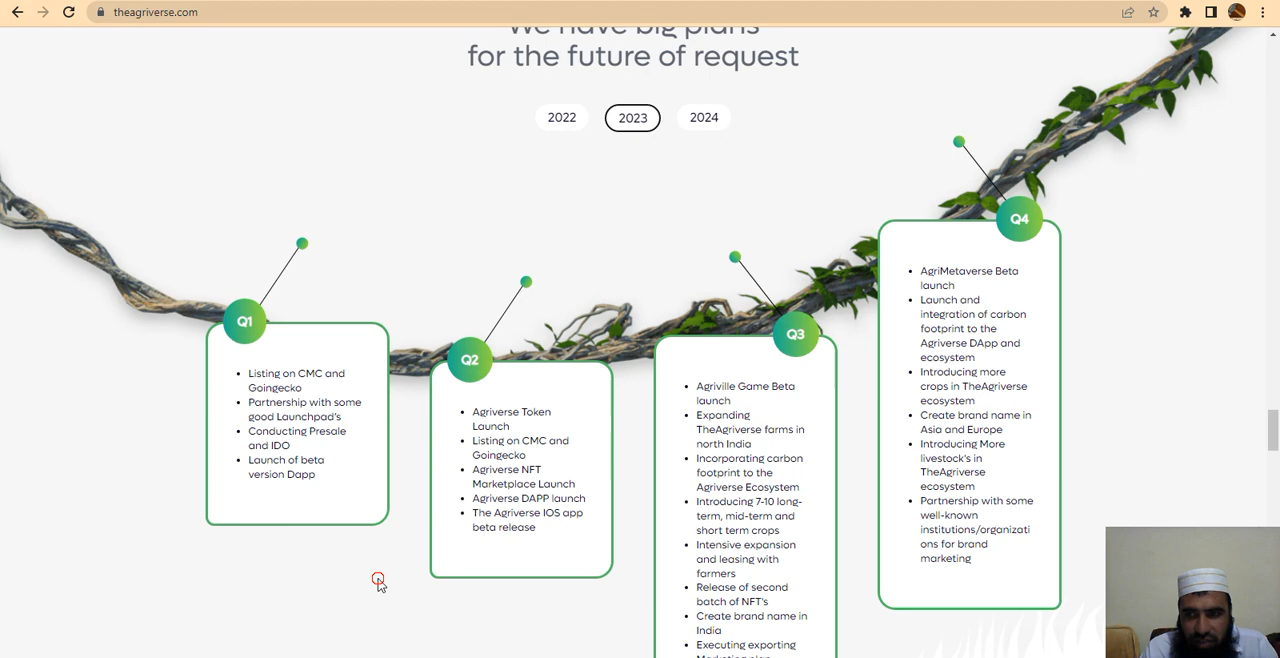 theagriverse.com
We have big plans
for the future of request
2022
2023
2024
Q1
Listing on CMC and
Goingecko
Partnership with some
good Launchpad's
Conducting Presale
and IDO
Launch of beta
version Dapp
Q2
Agriverse Token
Launch
Listing on CMC and
Goingecko
Agriverse NFT
Marketplace Launch
Agriverse DAPP launch
The Agriverse IOS app
beta release
Q3
Agriville Game Beta
launch
Expanding
TheAgriverse farms in
north India
Incorporating carbon
footprint to the
Agriverse Ecosystem
Introducing 7-10 long-
term, mid-term and
short term crops
Intensive expansion
and leasing with
farmers
Release of second
batch of NFT's
Create brand name in
India
Executing exporting
Marketing plan
Q4
AgriMetaverse Beta
launch
Launch and
integration of carbon
footprint to the
Agriverse DApp and
ecosystem
Introducing more
crops in TheAgriverse
ecosystem
Create brand name in
Asia and Europe
Introducing More
livestock's in
TheAgriverse
ecosystem
Partnership with some
well-known
institutions/organizati
ons for brand
marketing